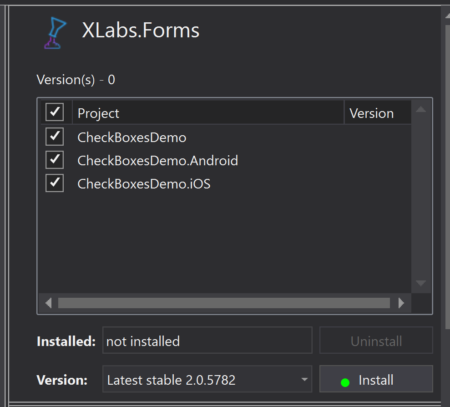 XLabs.Forms
Version(s) - 0
Project Version
CheckBoxesDemo
CheckBoxesDemo.Android
CheckBoxesDemo.iOS
Installed: not installed Uninstall
Version: Latest stable 2.0.5782 Install